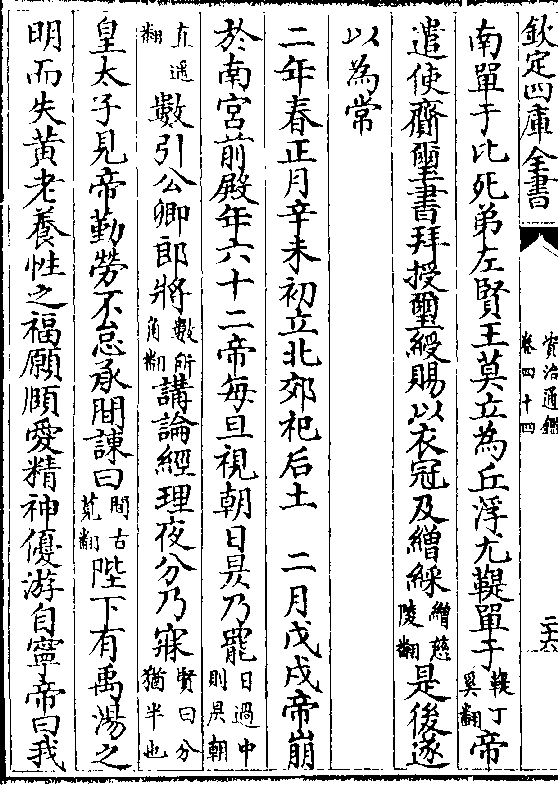 欽定四庫全書
資治通鑑
卷四十四
二十六
南單于比死弟左賢王莫立為丘浮尤鞮單于鞮丁奚翻帝
遣使齎璽書拜授璽綬賜以衣冠及繒綵繒慈陵翻是後遂
以為常
二年春正月辛未初立北郊祀后土　二月戊戌帝崩
於南宮前殿年六十二帝每旦視朝日昃乃罷日過中則昃朝
直遥翻數引公卿郎將數所角翻講論經理夜分乃寐賢曰分猶半也
皇太子見帝勤勞不怠承間諫曰間古莧翻陛下有禹湯之
明而失黃老養性之福願頤愛精神優游自寧帝曰我